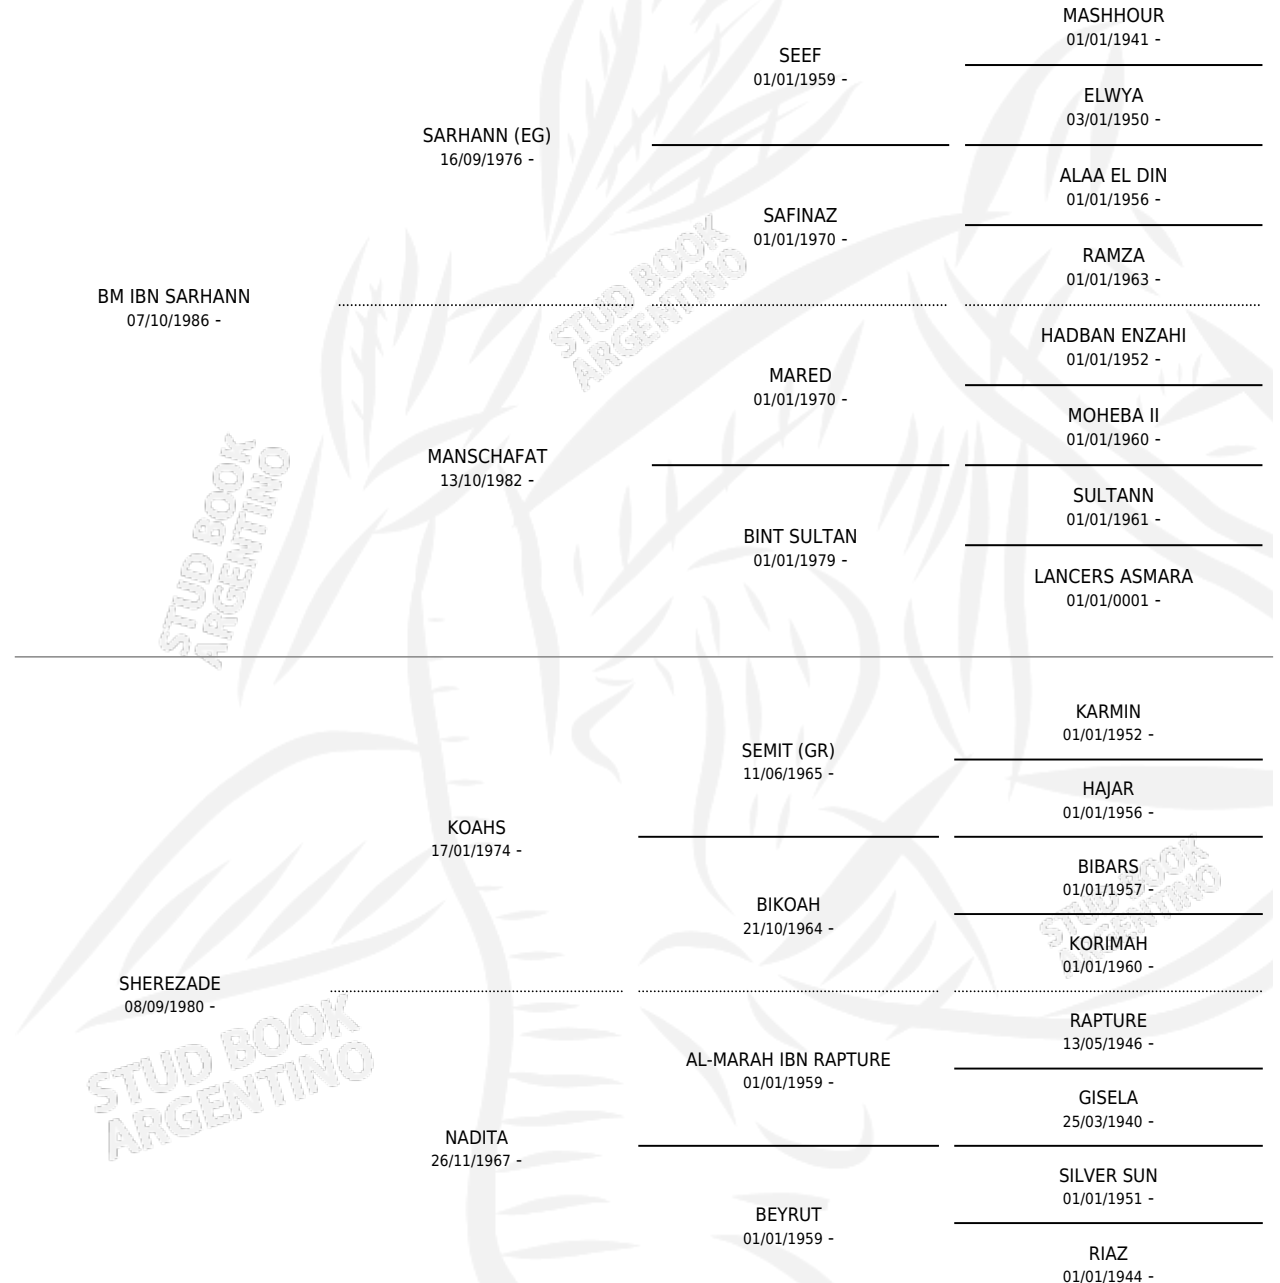 MASHHOUR
01/01/1941 -
SEEF
01/01/1959 -
ELWYA
03/01/1950 -
SARHANN (EG)
16/09/1976 -
ALAA EL DIN
01/01/1956 -
SAFINAZ
01/01/1970 -
RAMZA
01/01/1963 -
BM IBN SARHANN
07/10/1986 -
HADBAN ENZAHI
01/01/1952 -
MARED
01/01/1970 -
MOHEBA II
01/01/1960 -
MANSCHAFAT
13/10/1982 -
SULTANN
01/01/1961 -
BINT SULTAN
01/01/1979 -
LANCERS ASMARA
01/01/0001 -
KARMIN
01/01/1952 -
SEMIT (GR)
11/06/1965 -
HAJAR
01/01/1956 -
KOAHS
17/01/1974 -
BIBARS
01/01/1957 -
BIKOAH
21/10/1964 -
KORIMAH
01/01/1960 -
SHEREZADE
08/09/1980 -
RAPTURE
13/05/1946 -
AL-MARAH IBN RAPTURE
01/01/1959 -
GISELA
25/03/1940 -
NADITA
26/11/1967 -
SILVER SUN
01/01/1951 -
BEYRUT
01/01/1959 -
RIAZ
01/01/1944 -
STUD BOOK
ARGENTINO
STUD BOOK
ARGENTINO
STUD BOOK
ARGENTINO
STUD BOOK
ARGENTINO